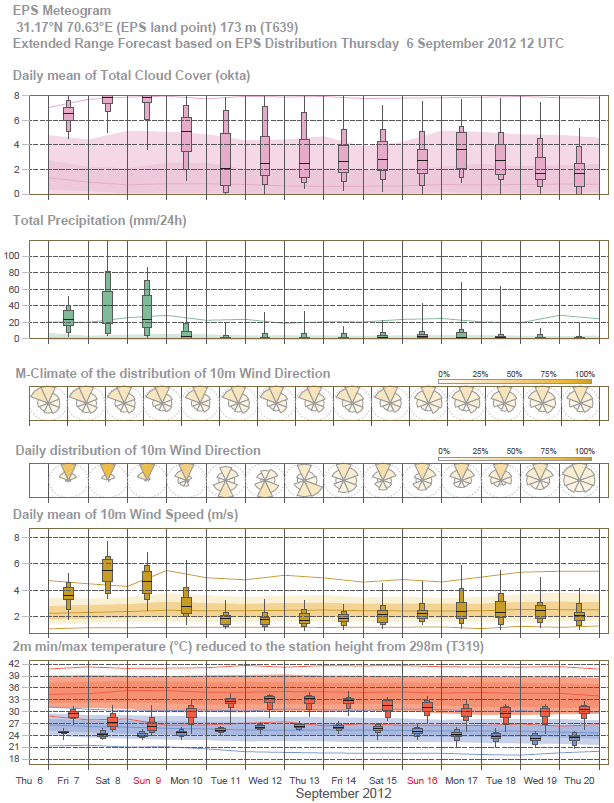 EPS Meteogram
31.17°N 70.63°E (EPS land point) 173 m (T639)
Extended Range Forecast based on EPS Distribution Thursday 6 September 2012 12 UTC
Daily mean of Total Cloud Cover (okta)
8
6
4
2
0
Total Precipitation (mm/24h)
100
80
60
40
20
0
M-Climate of the distribution of 10m Wind Direction
0% 25% 50% 75% 100%
Daily distribution of 10m Wind Direction
0% 25% 50% 75% 100%
Daily mean of 10m Wind Speed (m/s)
8
6
4
2
2m min/max temperature (°C) reduced to the station height from 298m (T319)
42
39
36
33
30
27
24
21
18
Thu 6 Fri 7 Sat 8 Sun 9 Mon 10 Tue 11 Wed 12 Thu 13 Fri 14 Sat 15 Sun 16 Mon 17 Tue 18 Wed 19 Thu 20
September 2012